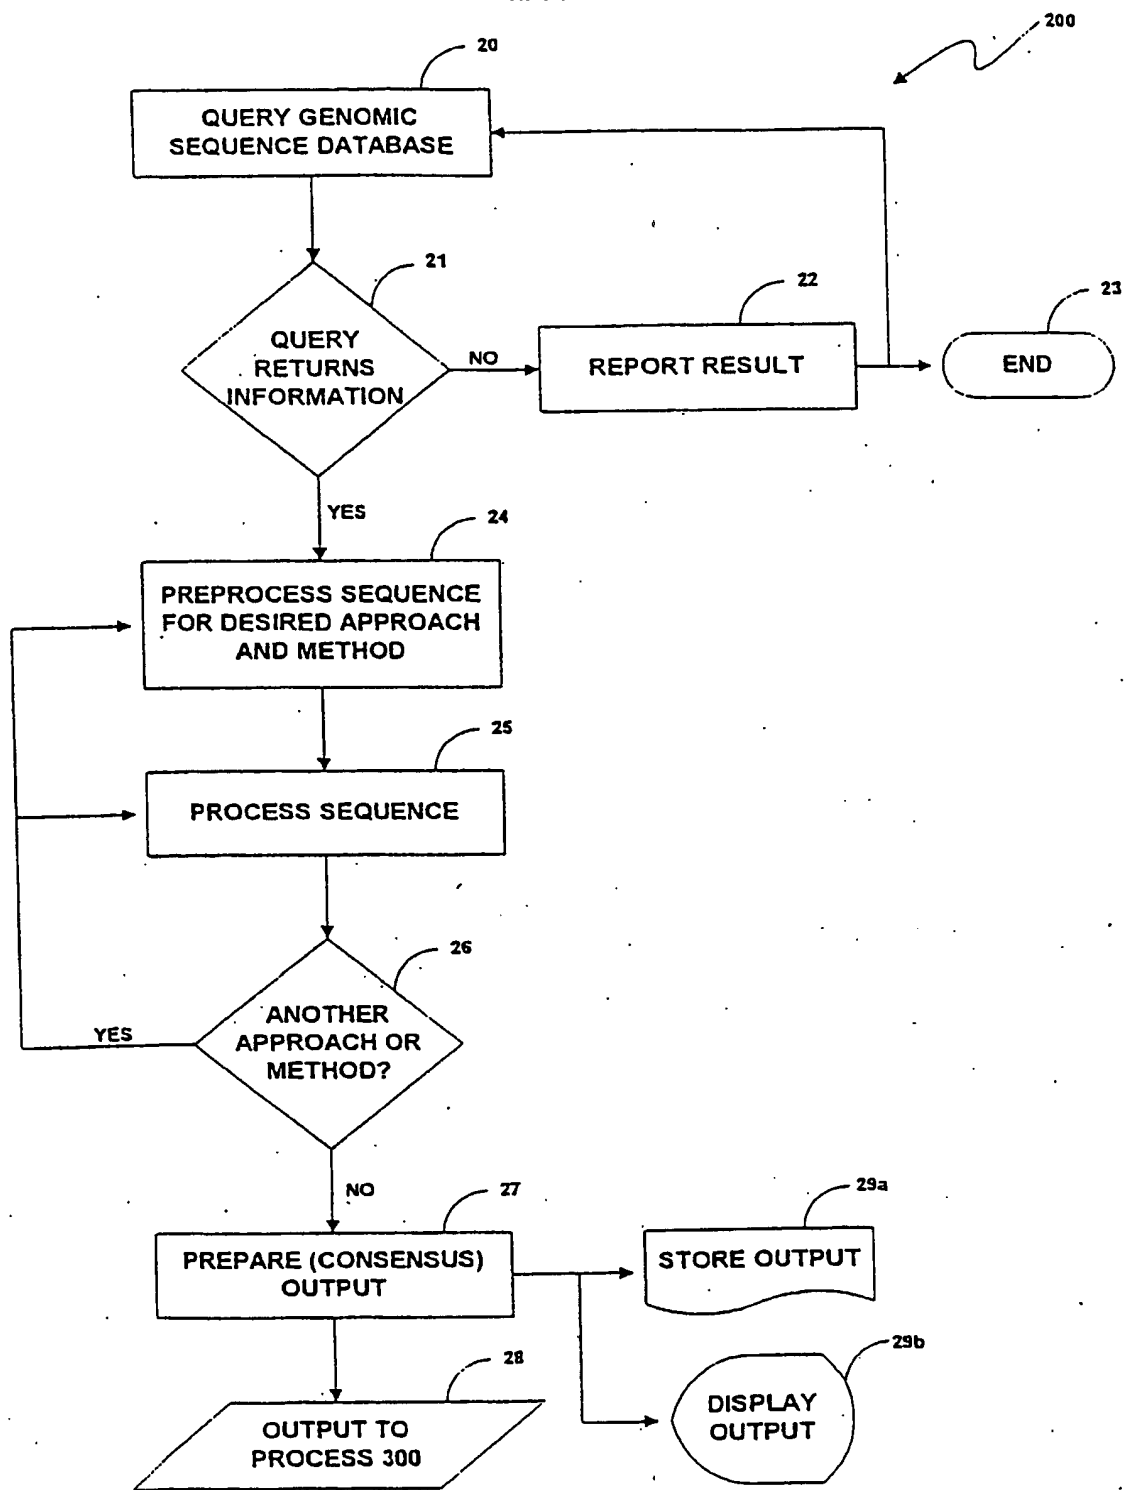 200
20
QUERY GENOMIC
SEQUENCE DATABASE
21
QUERY
RETURNS
INFORMATION
NO
22
REPORT RESULT
23
END
YES
24
PREPROCESS SEQUENCE
FOR DESIRED APPROACH
AND METHOD
25
PROCESS SEQUENCE
26
ANOTHER
APPROACH OR
METHOD?
YES
NO
27
PREPARE (CONSENSUS)
OUTPUT
29a
STORE OUTPUT
28
OUTPUT TO
PROCESS 300
29b
DISPLAY
OUTPUT